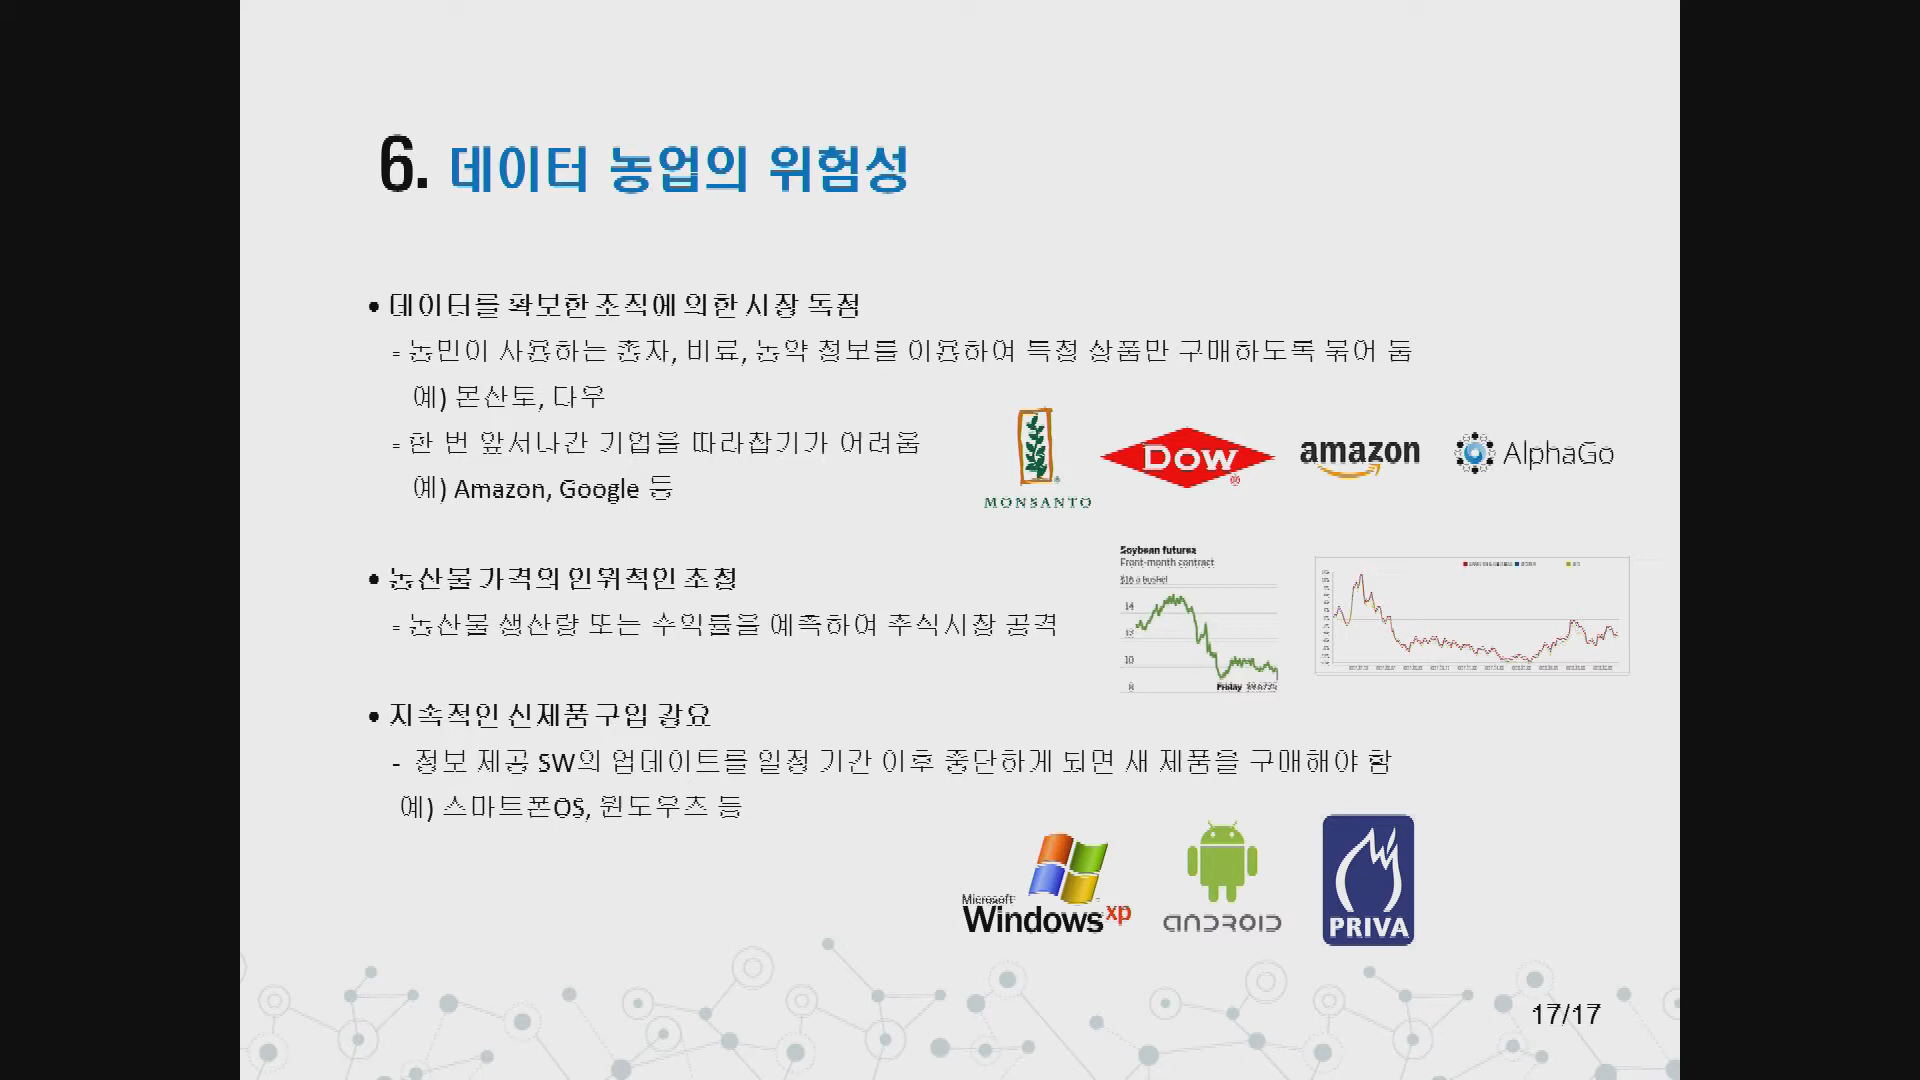 6. 데이터 농업의 위험성
• 데이터를 확보한 조직에 의한 시장 독점
- 농민이 사용하는 종자, 비료, 농약 정보를 이용하여 특정 상품만 구매하도록 묶어 둠
예) 몬산토, 다우
- 한 번 앞서나간 기업을 따라잡기가 어려움
예) Amazon, Google 등
MONSANTO
DOW
amazon
AlphaGo
• 농산물 가격의 인위적인 조정
- 농산물 생산량 또는 수익률을 예측하여 주식시장 공격
Soybean futures
Front-month contract
$16 a bushel
14
12
10
8
Friday
• 지속적인 신제품 구입 강요
- 정보 제공 SW의 업데이트를 일정 기간 이후 중단하게 되면 새 제품을 구매해야 함
예) 스마트폰OS, 윈도우즈 등
Microsoft
Windows xp
ANDROID
PRIVA
17/17